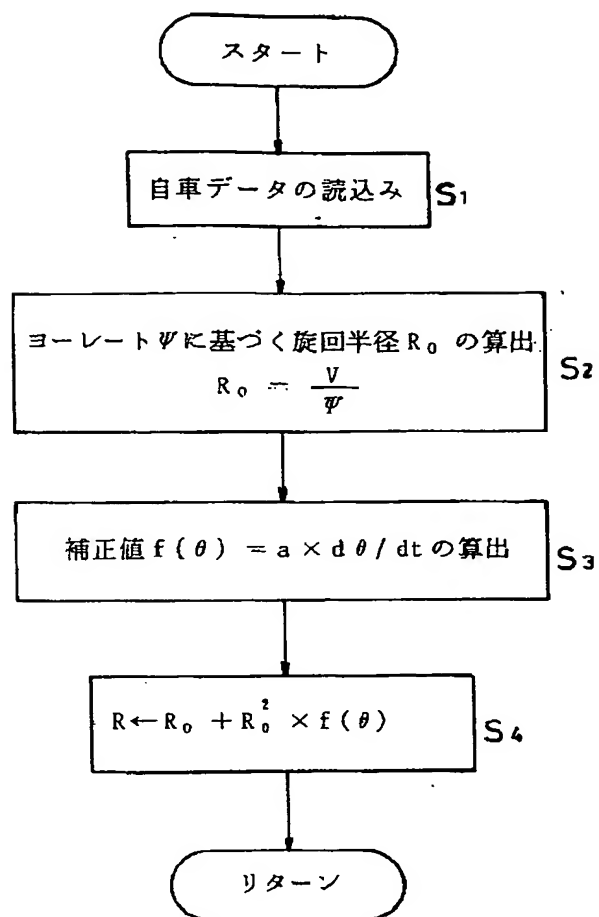 スタート
自車データの読込み S1
ヨーレートΨに基づく旋回半径R₀の算出
R₀ = V/Ψ S2
補正値f(θ)=a×dθ/dtの算出 S3
R←R₀+R₀²×f(θ) S4
リターン